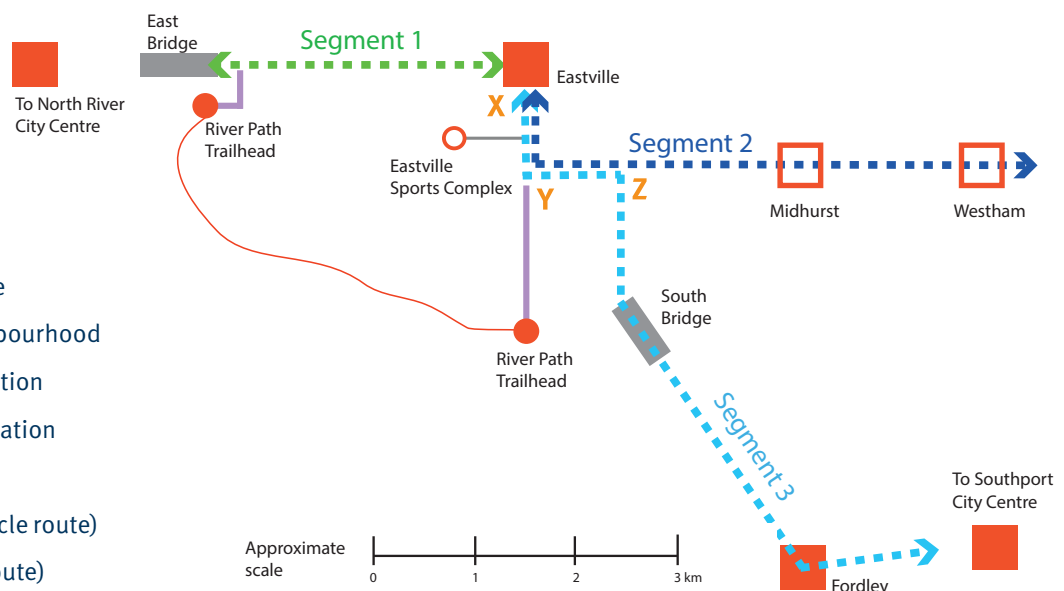 East
Bridge
Segment 1
To North River
City Centre
River Path
Trailhead
Eastville
X
Eastville
Sports Complex
Segment 2
Y
Z
Midhurst
Westham
South
Bridge
River Path
Trailhead
Segment 3
To Southport
City Centre
Fordley
e
bourhood
tion
ation
cle route)
oute)
Approximate
scale
0 1 2 3 km